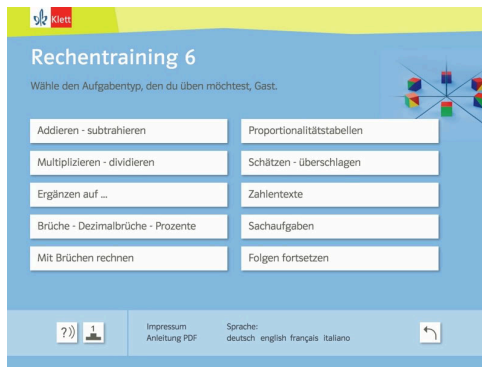 Klett
Rechentraining 6
Wähle den Aufgabentyp, den du üben möchtest, Gast.
Addieren - subtrahieren
Proportionalitätstabellen
Multiplizieren - dividieren
Schätzen - überschlagen
Ergänzen auf ...
Zahlentexte
Brüche - Dezimalbrüche - Prozente
Sachaufgaben
Mit Brüchen rechnen
Folgen fortsetzen
?))
1
Impressum
Anleitung PDF
Sprache:
deutsch english français italiano